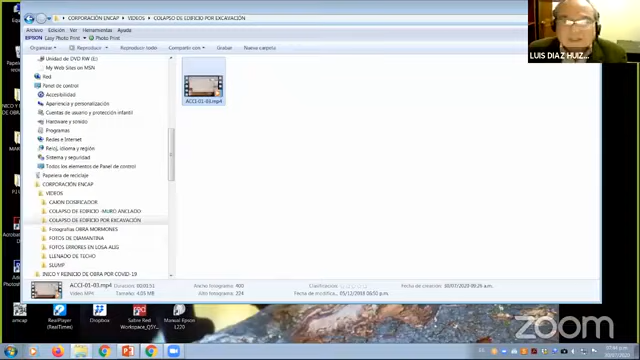 CORPORACIÓN ENCAP ▸ VIDEOS ▸ COLAPSO DE EDIFICIO POR EXCAVACIÓN
Archivo Edición Ver Herramientas Ayuda
EPSON Easy Photo Print Photo Print
Organizar Reproducir Compartir con Grabar Nueva carpeta
LUIS DIAZ HUIZ...
Unidad de DVD RW (E:)
My Web Sites on MSN
Red
Panel de control
Accesibilidad
Apariencia y personalización
Cuentas de usuario y protección infantil
Hardware y sonido
Programas
Redes e Internet
Reloj, idioma y región
Sistema y seguridad
Todos los elementos de Panel de control
Papelera de reciclaje
CORPORACIÓN ENCAP
VIDEOS
CAJON DOSIFICADOR
COLAPSO DE EDIFICIO -MURO ANCLADO
COLAPSO DE EDIFICIO POR EXCAVACIÓN
Fotografias OBRA MORMONES
FOTOS DE DIAMANTINA
FOTOS ERRORES EN LOSA ALIG
LLENADO DE TECHO
SLUMP
INICO Y REINICIO DE OBRA POR COVID-19
ACCI-01-03.mp4
ACCI-01-03.mp4 Duración: 00:01:51 Ancho fotograma: 400 Clasificación: Fecha de creación: 10/07/2020 09:26 a.m.
Video MP4 Tamaño: 4,05 MB Alto fotograma: 224 Fecha de modifica... 05/12/2018 06:50 p.m.
RealPlayer
(RealTimes)
Dropbox
Sabre Red
Manual Epson
L220
zoom
ES